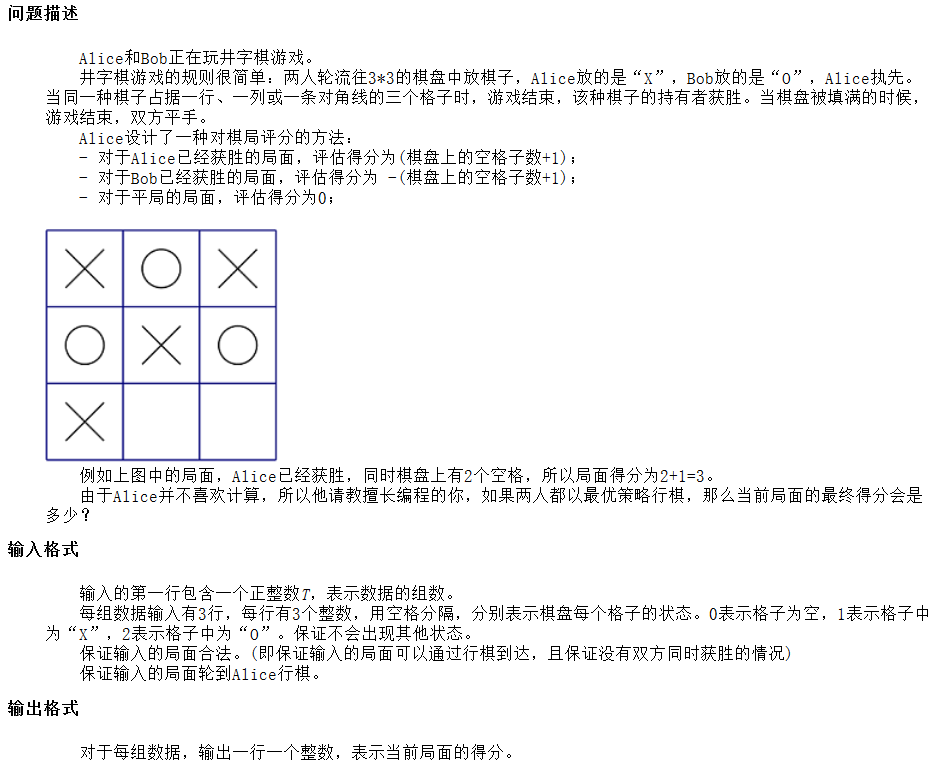 问题描述
Alice和Bob正在玩井字棋游戏。
井字棋游戏的规则很简单：两人轮流往3*3的棋盘中放棋子，Alice放的是“X”，Bob放的是“O”，Alice执先。
当同一种棋子占据一行、一列或一条对角线的三个格子时，游戏结束，该种棋子的持有者获胜。当棋盘被填满的时候，
游戏结束，双方平手。
Alice设计了一种对棋局评分的方法：
- 对于Alice已经获胜的局面，评估得分为(棋盘上的空格子数+1)；
- 对于Bob已经获胜的局面，评估得分为 -(棋盘上的空格子数+1)；
- 对于平局的局面，评估得分为0；
例如上图中的局面，Alice已经获胜，同时棋盘上有2个空格，所以局面得分为2+1=3。
由于Alice并不喜欢计算，所以他请教擅长编程的你，如果两人都以最优策略行棋，那么当前局面的最终得分会是
多少？
输入格式
输入的第一行包含一个正整数T，表示数据的组数。
每组数据输入有3行，每行有3个整数，用空格分隔，分别表示棋盘每个格子的状态。0表示格子为空，1表示格子中
为“X”，2表示格子中为“O”。保证不会出现其他状态。
保证输入的局面合法。(即保证输入的局面可以通过行棋到达，且保证没有双方同时获胜的情况)
保证输入的局面轮到Alice行棋。
输出格式
对于每组数据，输出一行一个整数，表示当前局面的得分。